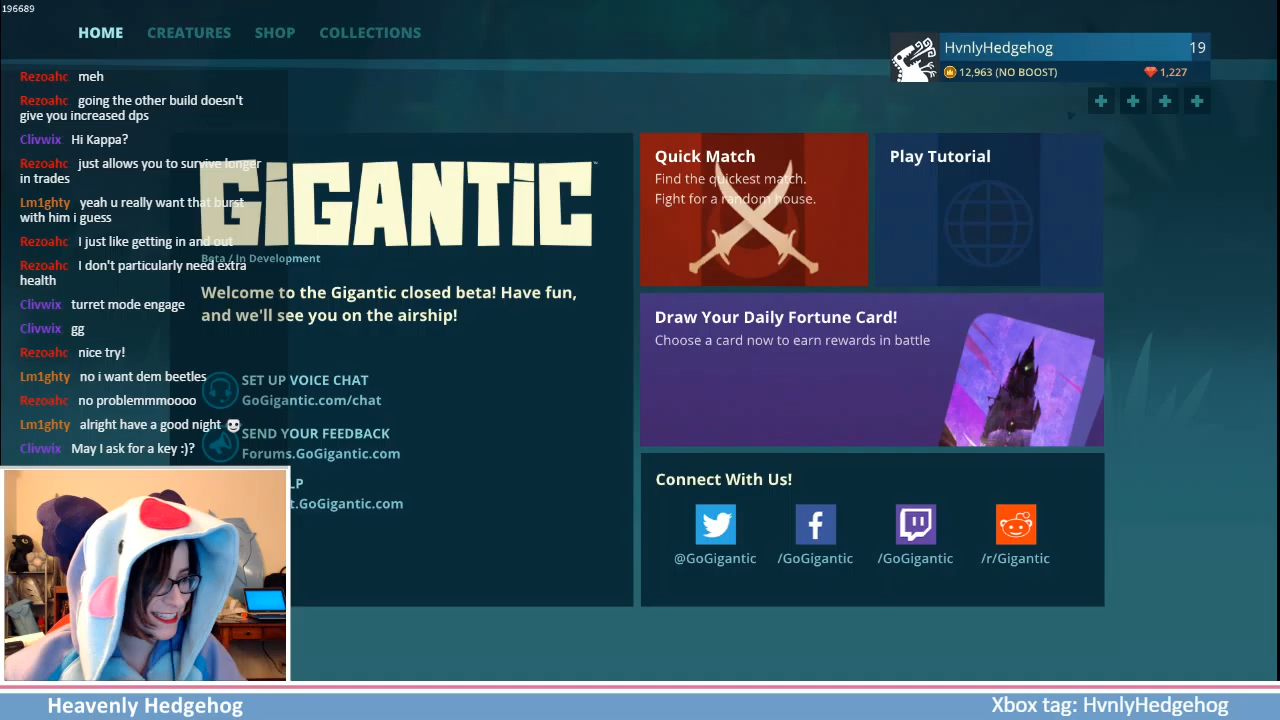 196689
HOME CREATURES SHOP COLLECTIONS
HvnlyHedgehog 19
12,963 (NO BOOST) 1,227
Rezoahc meh
Rezoahc going the other build doesn't
give you increased dps
Clivwix Hi Kappa?
Rezoahc just allows you to survive longer
in trades
Lm1ghty yeah u really want that burst
with him i guess
Rezoahc I just like getting in and out
Rezoahc I don't particularly need extra
health
Clivwix turret mode engage
Clivwix gg
Rezoahc nice try!
Lm1ghty no i want dem beetles
Rezoahc no problemmmoooo
Lm1ghty alright have a good night
Clivwix May I ask for a key :)?
GiGANTiC™
Beta / In Development
Welcome to the Gigantic closed beta! Have fun,
and we'll see you on the airship!
SET UP VOICE CHAT
GoGigantic.com/chat
SEND YOUR FEEDBACK
Forums.GoGigantic.com
LP
t.GoGigantic.com
Quick Match
Find the quickest match.
Fight for a random house.
Play Tutorial
Draw Your Daily Fortune Card!
Choose a card now to earn rewards in battle
Connect With Us!
@GoGigantic /GoGigantic /GoGigantic /r/Gigantic
Heavenly Hedgehog
Xbox tag: HvnlyHedgehog